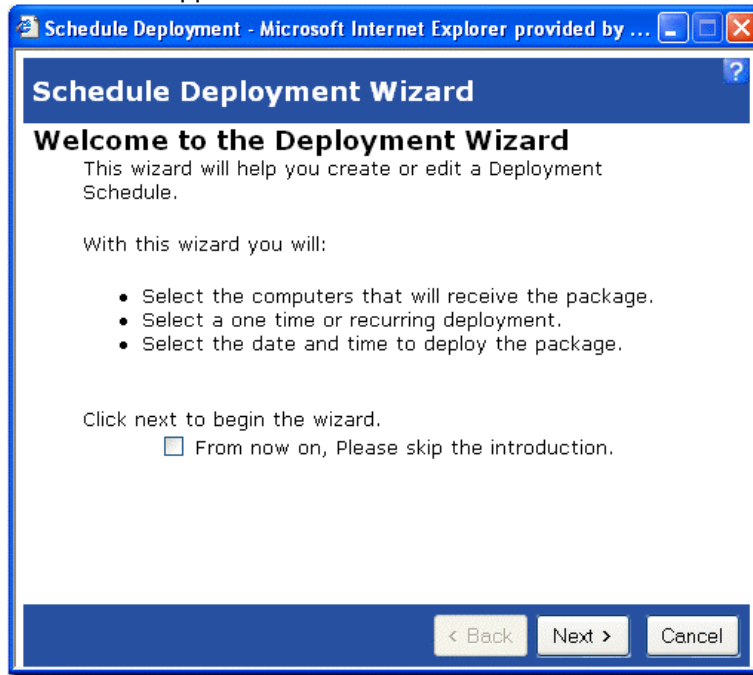 Schedule Deployment - Microsoft Internet Explorer provided by ...
?
Schedule Deployment Wizard
Welcome to the Deployment Wizard
This wizard will help you create or edit a Deployment
Schedule.
With this wizard you will:
• Select the computers that will receive the package.
• Select a one time or recurring deployment.
• Select the date and time to deploy the package.
Click next to begin the wizard.
From now on, Please skip the introduction.
< Back Next > Cancel